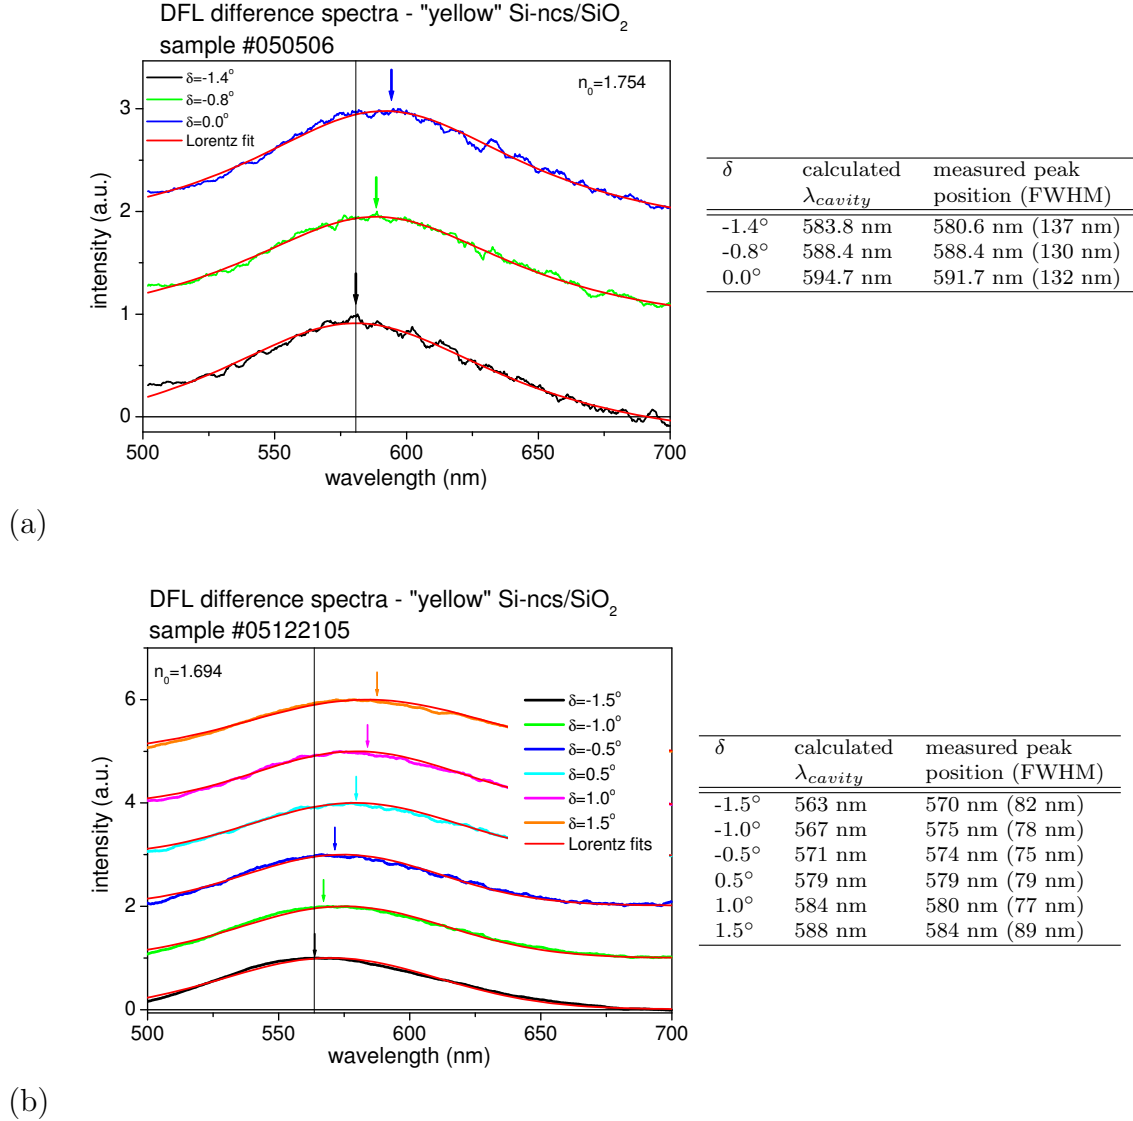 DFL difference spectra - "yellow" Si-ncs/SiO2
sample #050506
δ=-1.4°
δ=-0.8°
δ=0.0°
Lorentz fit
n0=1.754
3
2
1
0
intensity (a.u.)
500 550 600 650 700
wavelength (nm)
δ calculated measured peak
λcavity position (FWHM)
-1.4° 583.8 nm 580.6 nm (137 nm)
-0.8° 588.4 nm 588.4 nm (130 nm)
0.0° 594.7 nm 591.7 nm (132 nm)
(a)
DFL difference spectra - "yellow" Si-ncs/SiO2
sample #05122105
n0=1.694
δ=-1.5°
δ=-1.0°
δ=-0.5°
δ=0.5°
δ=1.0°
δ=1.5°
Lorentz fits
6
4
2
0
intensity (a.u.)
500 550 600 650 700
wavelength (nm)
δ calculated measured peak
λcavity position (FWHM)
-1.5° 563 nm 570 nm (82 nm)
-1.0° 567 nm 575 nm (78 nm)
-0.5° 571 nm 574 nm (75 nm)
0.5° 579 nm 579 nm (79 nm)
1.0° 584 nm 580 nm (77 nm)
1.5° 588 nm 584 nm (89 nm)
(b)